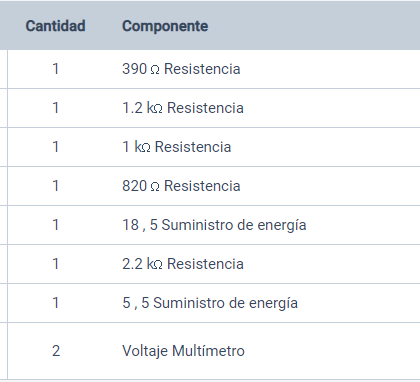 Cantidad Componente
1 390 Ω Resistencia
1 1.2 kΩ Resistencia
1 1 kΩ Resistencia
1 820 Ω Resistencia
1 18 , 5 Suministro de energía
1 2.2 kΩ Resistencia
1 5 , 5 Suministro de energía
2 Voltaje Multímetro